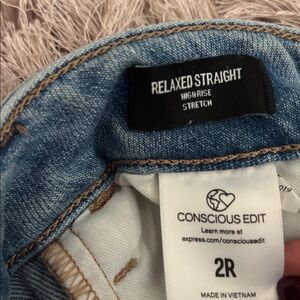 RELAXED STRAIGHT
HIGH RISE
STRETCH
CONSCIOUS EDIT
Learn more at
express.com/consciousedit
2R
MADE IN VIETNAM